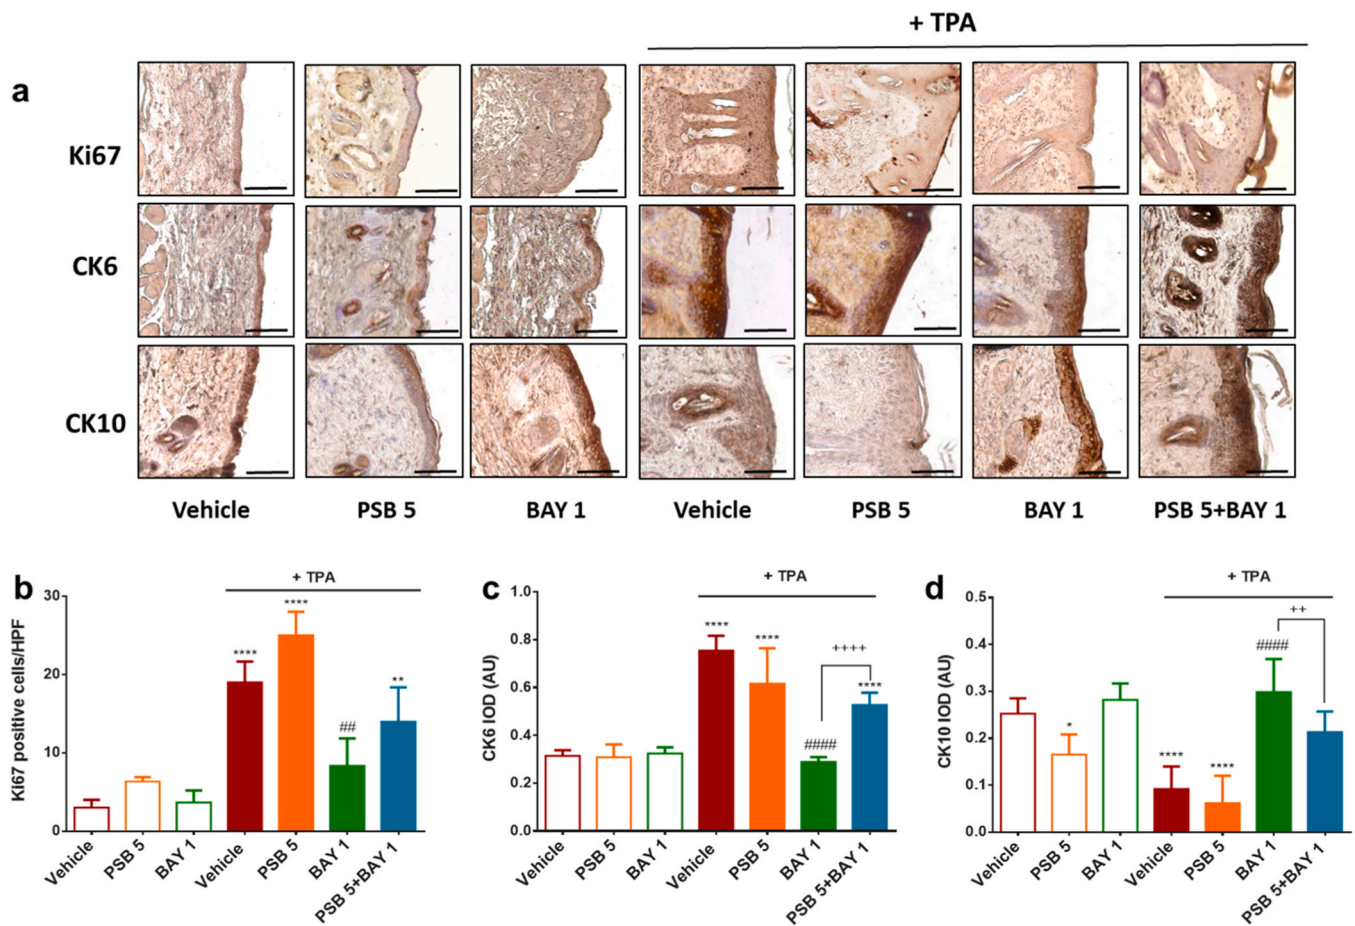 + TPA
a
Ki67
CK6
CK10
Vehicle PSB 5 BAY 1 Vehicle PSB 5 BAY 1 PSB 5+BAY 1
b
+ TPA
Ki67 positive cells/HPF
30
20
10
0
****
****
##
**
Vehicle
PSB 5
BAY 1
Vehicle
PSB 5
BAY 1
PSB 5+BAY 1
c
+ TPA
CK6 IOD (AU)
1.0
0.8
0.6
0.4
0.2
0.0
****
****
####
++++
****
Vehicle
PSB 5
BAY 1
Vehicle
PSB 5
BAY 1
PSB 5+BAY 1
d
+ TPA
CK10 IOD (AU)
0.5
0.4
0.3
0.2
0.1
0.0
*
****
****
####
++
Vehicle
PSB 5
BAY 1
Vehicle
PSB 5
BAY 1
PSB 5+BAY 1